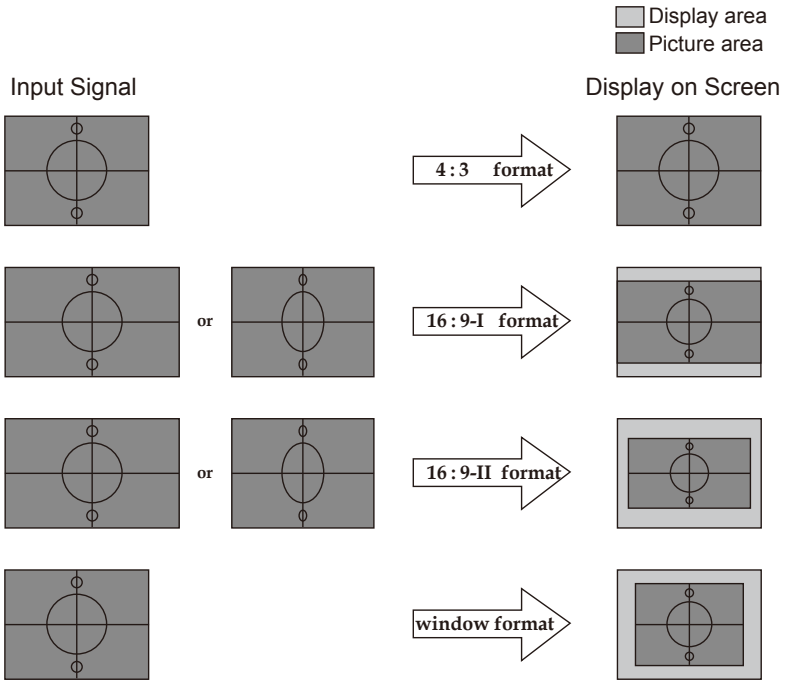 Display area
Picture area
Input Signal
Display on Screen
4 : 3 format
or
16 : 9-I format
or
16 : 9-II format
window format